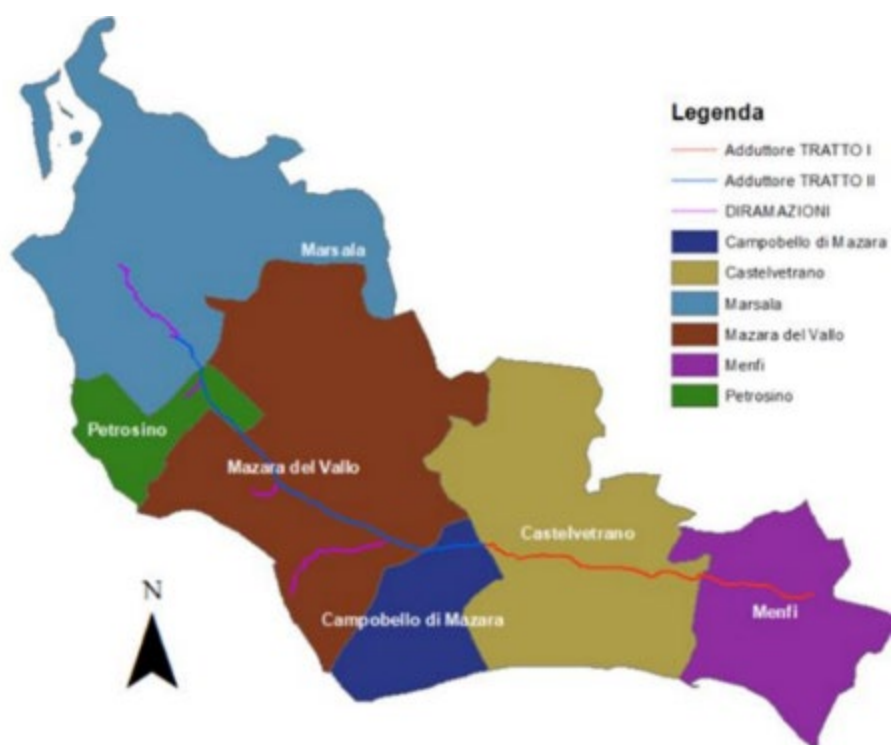 Legenda
Adduttore TRATTO I
Adduttore TRATTO II
DIRAMAZIONI
Campobello di Mazara
Castelvetrano
Marsala
Mazara del Vallo
Menfi
Petrosino
Marsala
Petrosino
Mazara del Vallo
Castelvetrano
Menfi
Campobello di Mazara
N